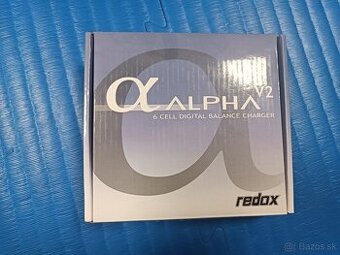 α ALPHA V2
6 CELL DIGITAL BALANCE CHARGER
redox
© Bazos.sk